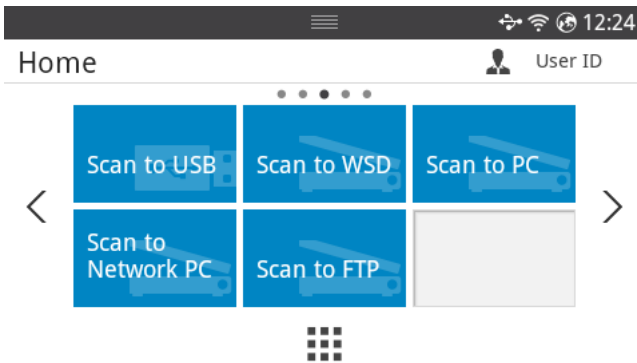 12:24
Home
User ID
Scan to USB
Scan to WSD
Scan to PC
Scan to
Network PC
Scan to FTP